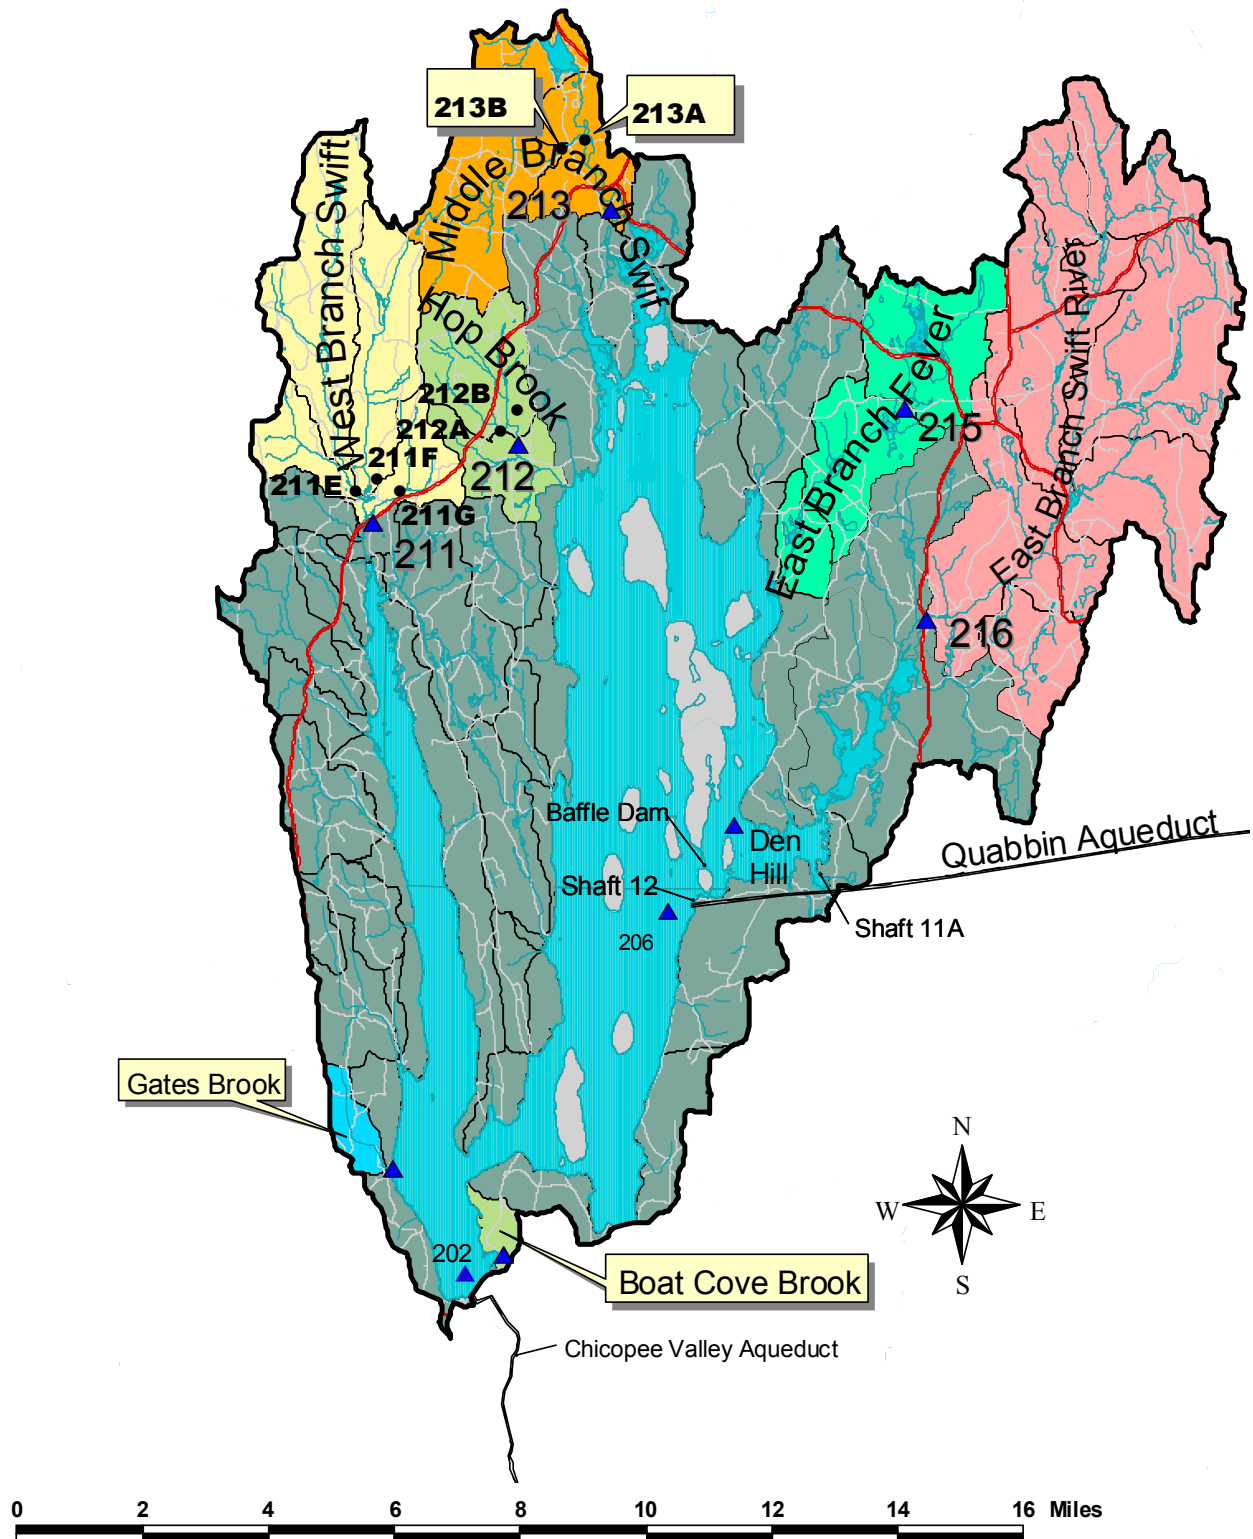 213B
213A
Middle Branch Swif
213
West Branch Swift
Hop Brook
212B
212A
211F
211E
212
211G
211
East Branch Fever
215
East Branch Swift River
216
Baffle Dam
Den
Hill
Quabbin Aqueduct
Shaft 12
Shaft 11A
206
Gates Brook
N
W
E
S
202
Boat Cove Brook
Chicopee Valley Aqueduct
0 2 4 6 8 10 12 14 16 Miles